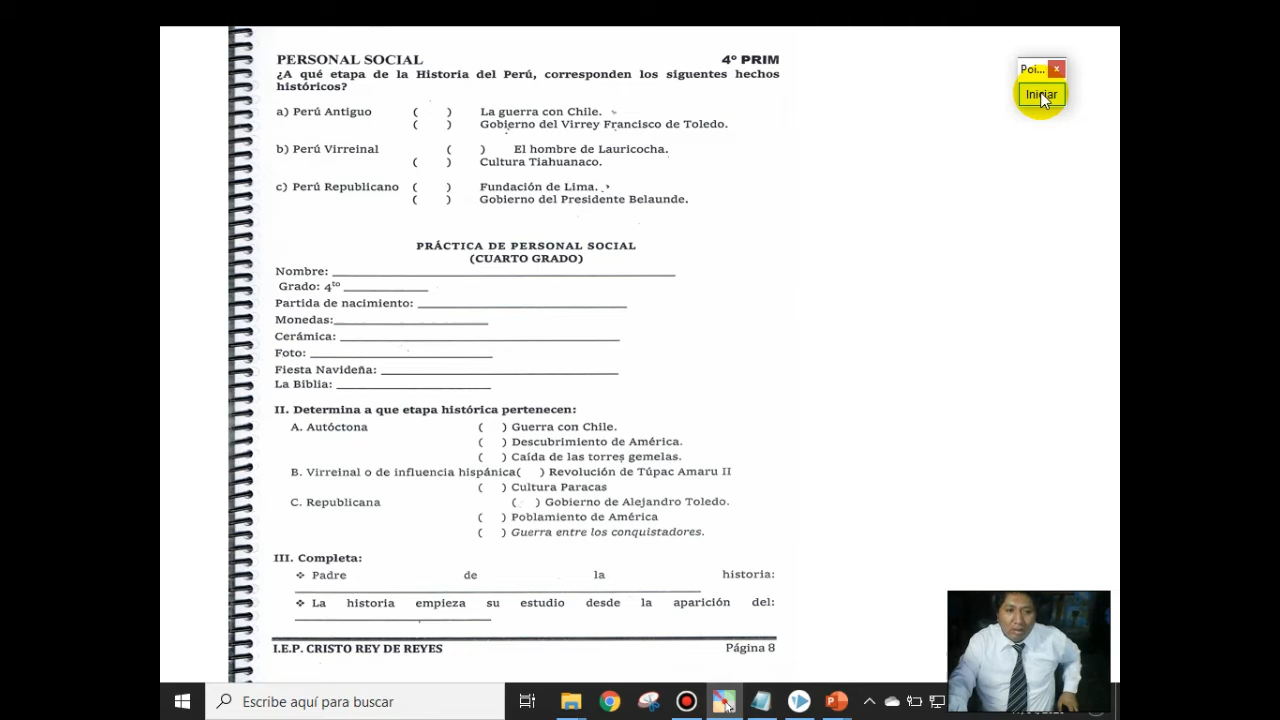 PERSONAL SOCIAL 4º PRIM
¿A qué etapa de la Historia del Perú, corresponden los siguentes hechos
históricos?
a) Perú Antiguo ( ) La guerra con Chile.
( ) Gobierno del Virrey Francisco de Toledo.
b) Perú Virreinal ( ) El hombre de Lauricocha.
( ) Cultura Tiahuanaco.
c) Perú Republicano ( ) Fundación de Lima.
( ) Gobierno del Presidente Belaunde.
PRÁCTICA DE PERSONAL SOCIAL
(CUARTO GRADO)
Nombre:
Grado: 4to
Partida de nacimiento:
Monedas:
Cerámica:
Foto:
Fiesta Navideña:
La Biblia:
II. Determina a que etapa histórica pertenecen:
A. Autóctona ( ) Guerra con Chile.
( ) Descubrimiento de América.
( ) Caída de las torres gemelas.
B. Virreinal o de influencia hispánica( ) Revolución de Túpac Amaru II
( ) Cultura Paracas
C. Republicana ( ) Gobierno de Alejandro Toledo.
( ) Poblamiento de América
( ) Guerra entre los conquistadores.
III. Completa:
❖ Padre de la historia:
❖ La historia empieza su estudio desde la aparición del:
I.E.P. CRISTO REY DE REYES Página 8
Poi... x
Iniciar
Escribe aquí para buscar